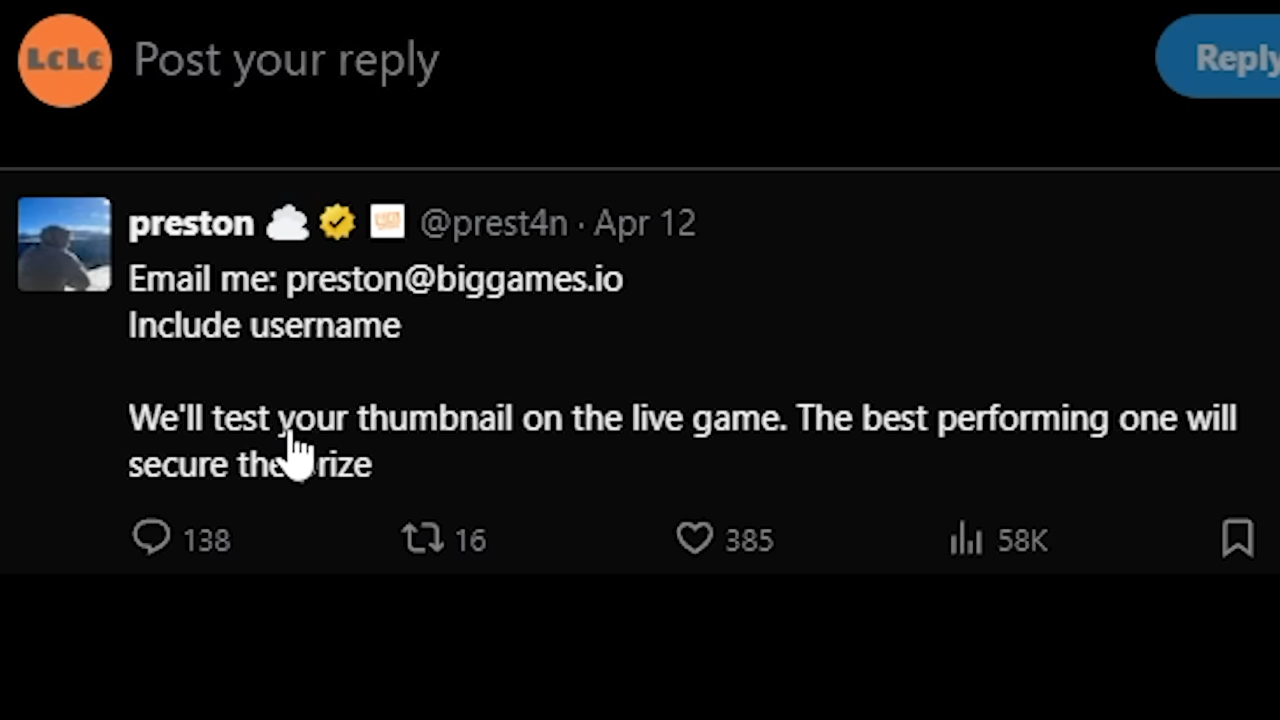 LcLc
Post your reply
Reply
preston @prest4n · Apr 12
Email me: preston@biggames.io
Include username
We'll test your thumbnail on the live game. The best performing one will
secure the rize
138 16 385 58K